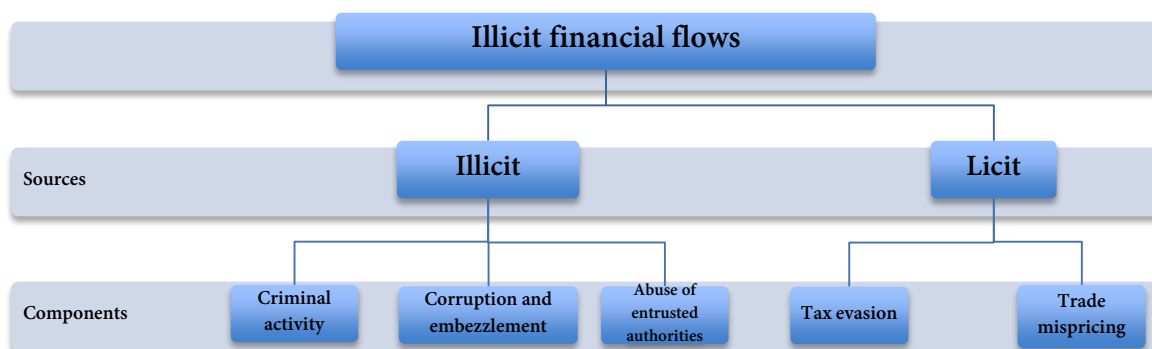 Illicit financial flows
Sources
Illicit
Licit
Components
Criminal
activity
Corruption and
embezzlement
Abuse of
entrusted
authorities
Tax evasion
Trade
mispricing